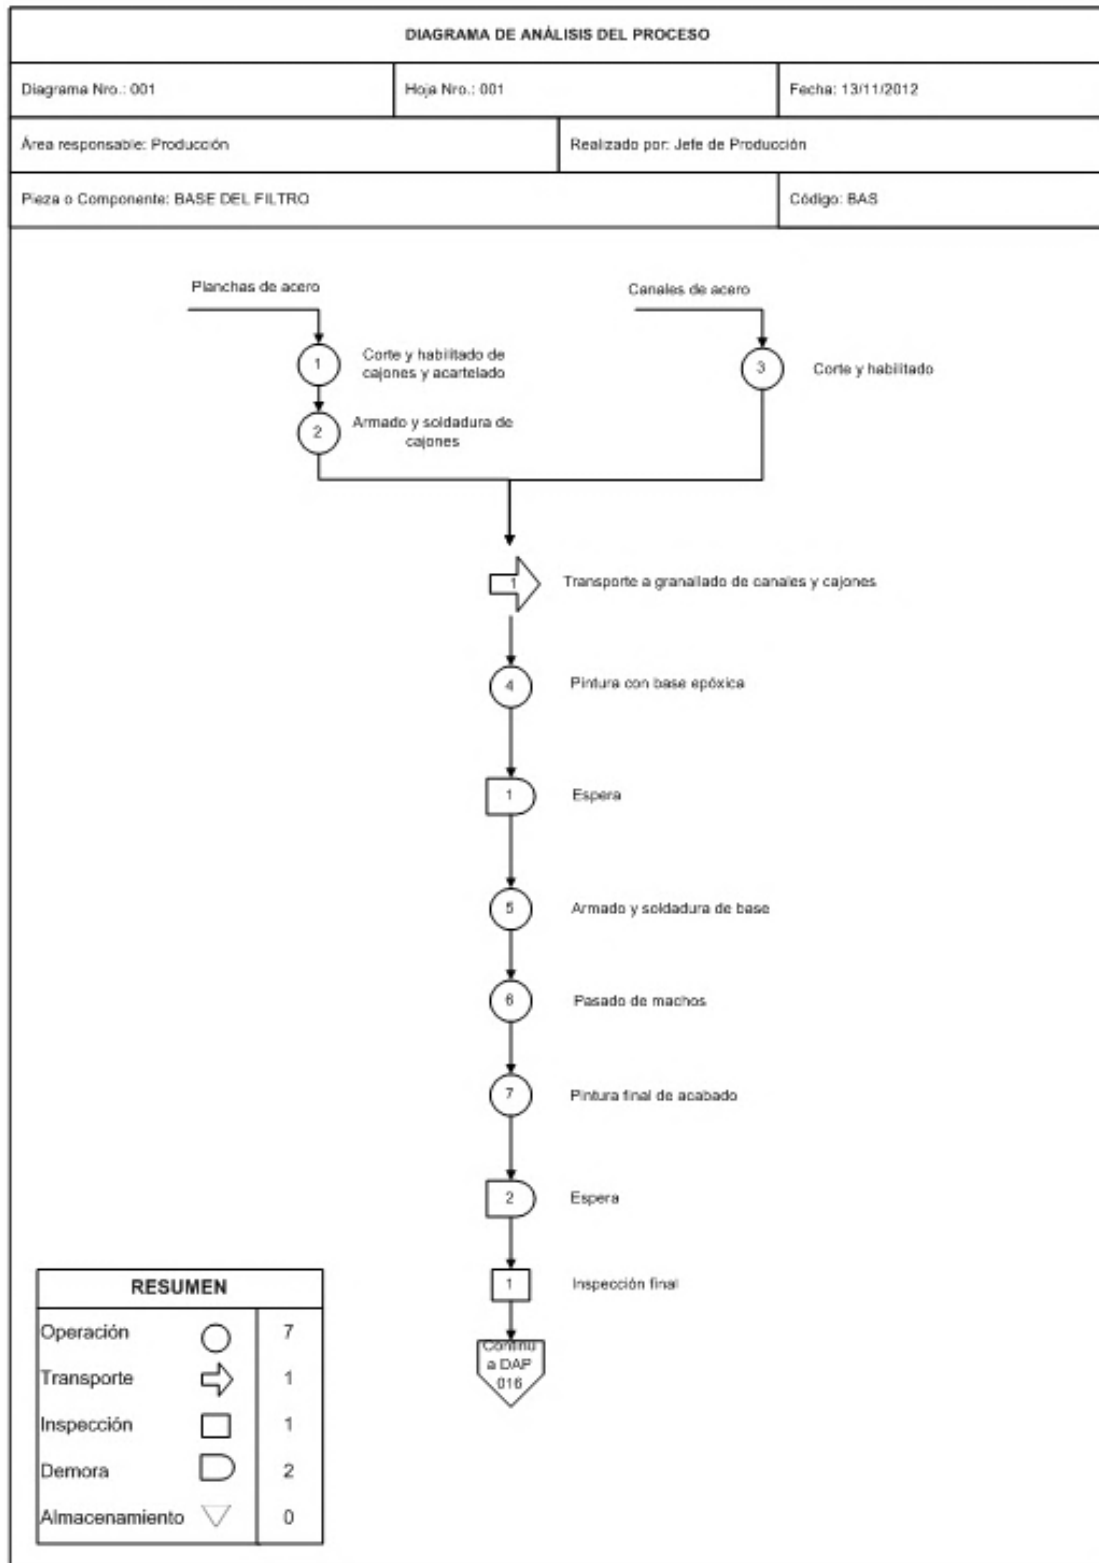 DIAGRAMA DE ANÁLISIS DEL PROCESO
Diagrama Nro.: 001
Hoja Nro.: 001
Fecha: 13/11/2012
Área responsable: Producción
Realizado por: Jefe de Producción
Pieza o Componente: BASE DEL FILTRO
Código: BAS
Planchas de acero
Canales de acero
1
Corte y habilitado de
cajones y acartelado
3
Corte y habilitado
2
Armado y soldadura de
cajones
1
Transporte a granallado de canales y cajones
4
Pintura con base epóxica
1
Espera
5
Armado y soldadura de base
6
Pasado de machos
7
Pintura final de acabado
2
Espera
1
Inspección final
Continú
a DAP
016
RESUMEN
Operación 7
Transporte 1
Inspección 1
Demora 2
Almacenamiento 0